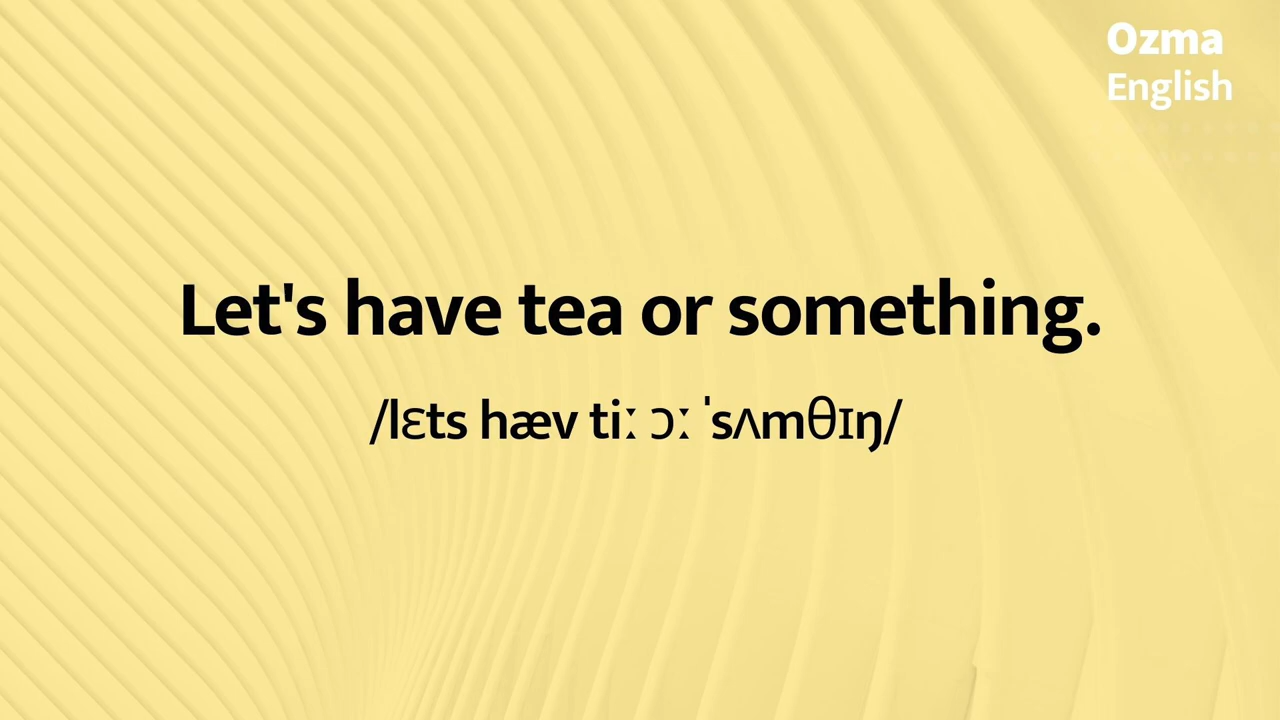 Ozma
English
Let's have tea or something.
/lɛts hæv tiː ɔː ˈsʌmθɪŋ/